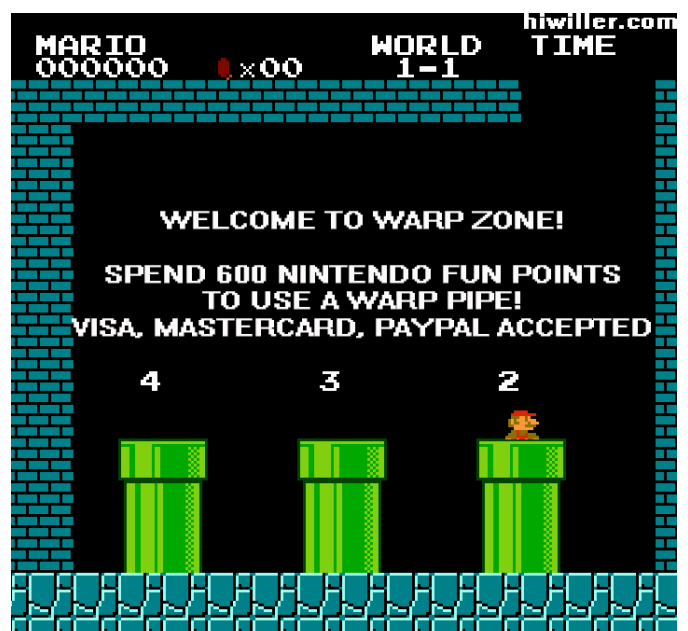 hiwiller.com
MARIO WORLD TIME
000000 ×00 1-1
WELCOME TO WARP ZONE!
SPEND 600 NINTENDO FUN POINTS
TO USE A WARP PIPE!
VISA, MASTERCARD, PAYPAL ACCEPTED
4 3 2